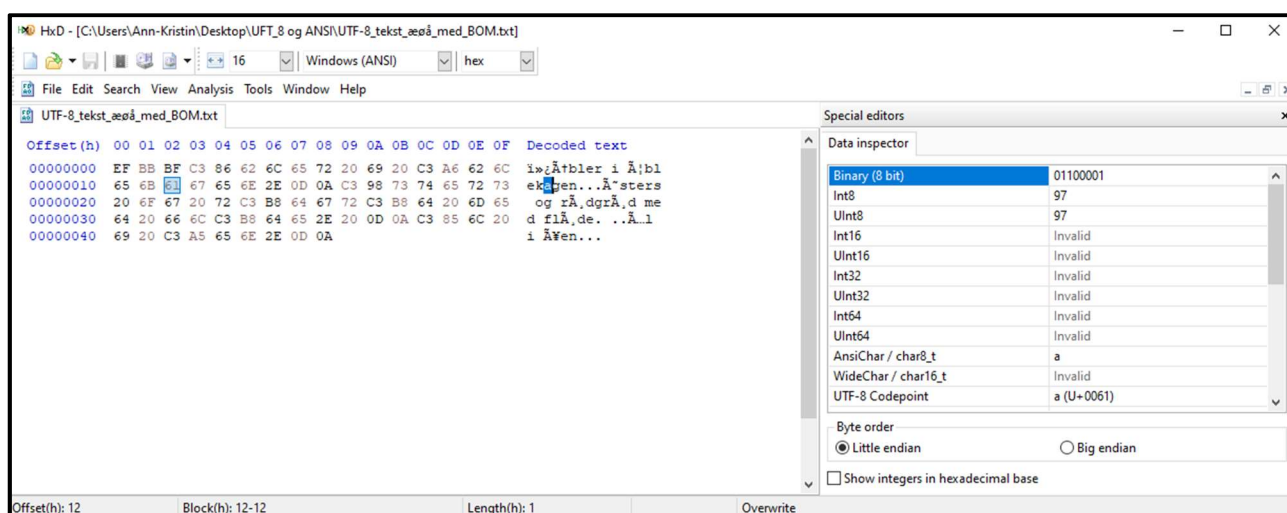 HxD - [C:\Users\Ann-Kristin\Desktop\UFT_8 og ANSI\UTF-8_tekst_æøå_med_BOM.txt]
16 Windows (ANSI) hex
File Edit Search View Analysis Tools Window Help
UTF-8_tekst_æøå_med_BOM.txt
Offset(h) 00 01 02 03 04 05 06 07 08 09 0A 0B 0C 0D 0E 0F Decoded text
00000000 EF BB BF C3 86 62 6C 65 72 20 69 20 C3 A6 62 6C ï»¿Ã†bler i Ã¦bl
00000010 65 6B 61 67 65 6E 2E 0D 0A C3 98 73 74 65 72 73 ekagen...Ã˜sters
00000020 20 6F 67 20 72 C3 B8 64 67 72 C3 B8 64 20 6D 65 og rÃ¸dgrÃ¸d me
00000030 64 20 66 6C C3 B8 64 65 2E 20 0D 0A C3 85 6C 20 d flÃ¸de. ..Ã…l
00000040 69 20 C3 A5 65 6E 2E 0D 0A i Ã¥en...
Special editors
Data inspector
Binary (8 bit) 01100001
Int8 97
UInt8 97
Int16 Invalid
UInt16 Invalid
Int32 Invalid
UInt32 Invalid
Int64 Invalid
UInt64 Invalid
AnsiChar / char8_t a
WideChar / char16_t Invalid
UTF-8 Codepoint a (U+0061)
Byte order
Little endian Big endian
Show integers in hexadecimal base
Offset(h): 12 Block(h): 12-12 Length(h): 1 Overwrite